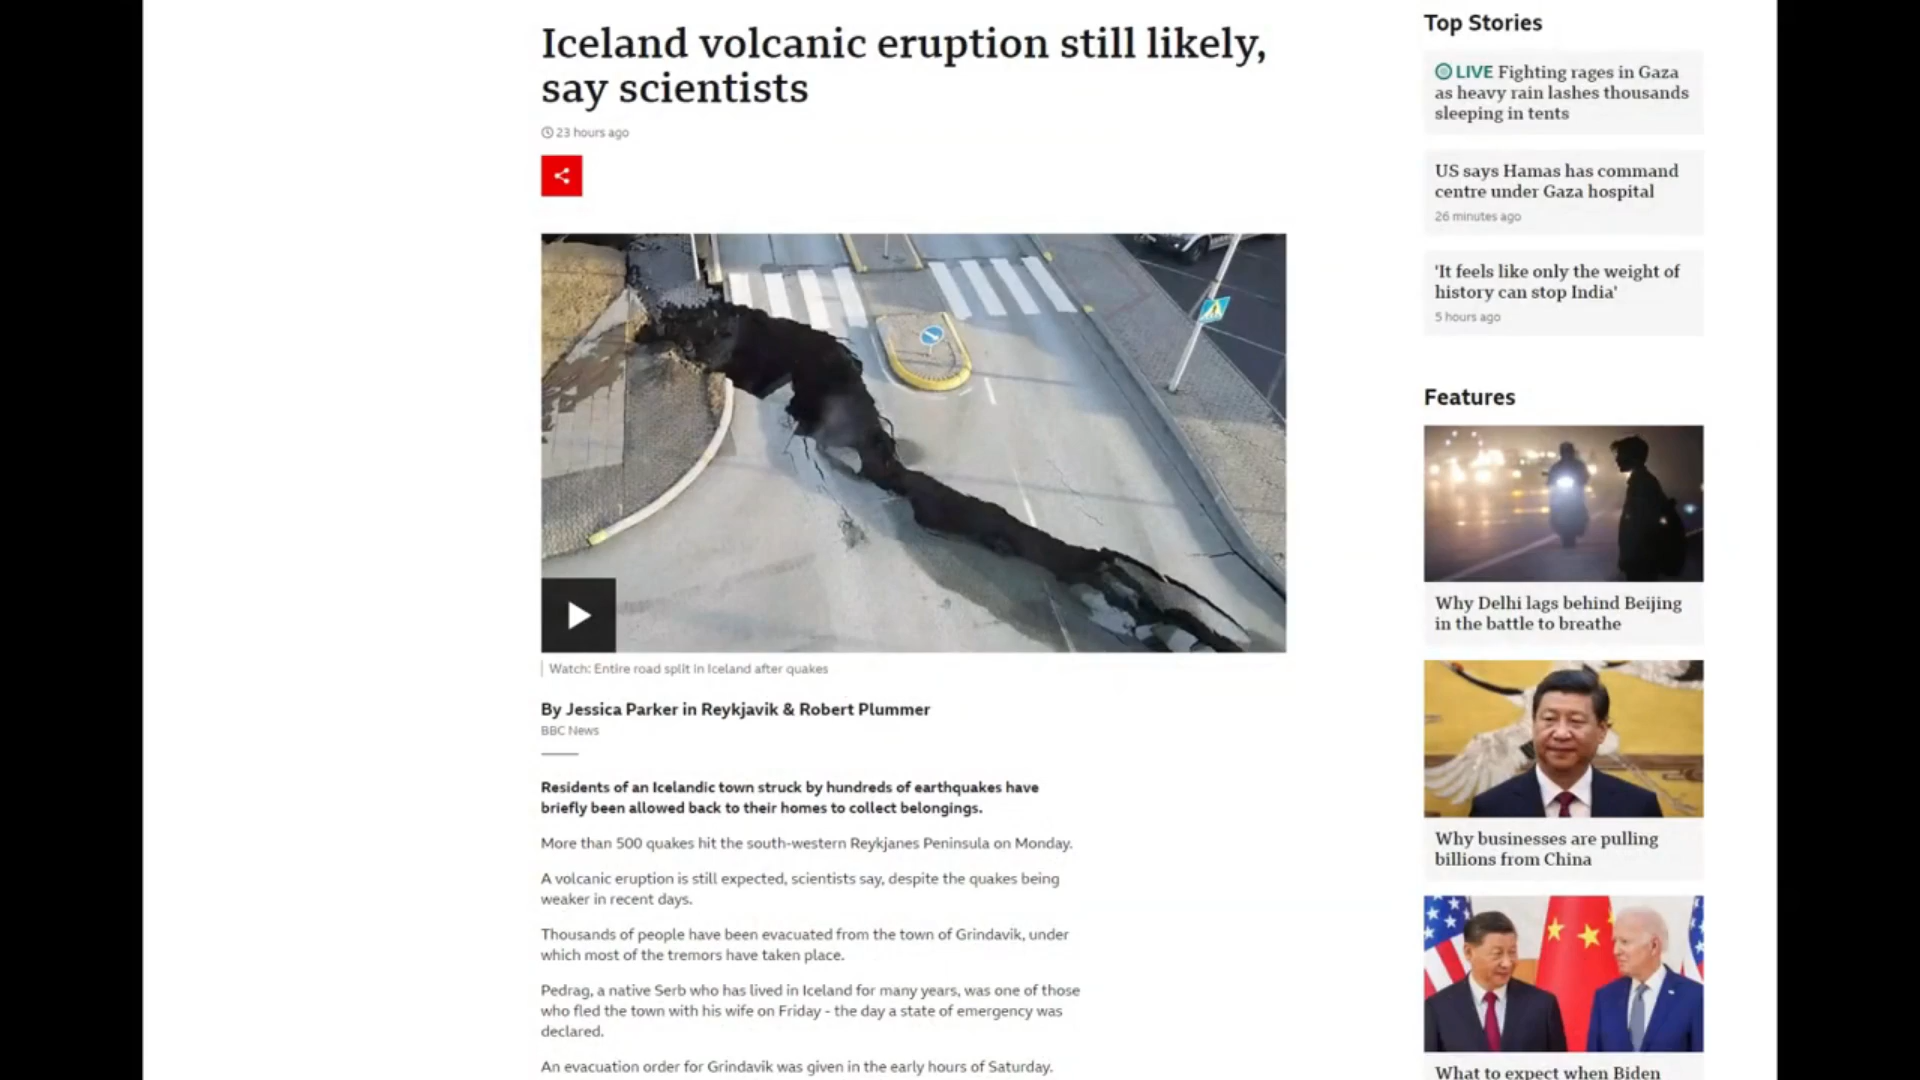 Iceland volcanic eruption still likely,
say scientists
23 hours ago
Watch: Entire road split in Iceland after quakes
By Jessica Parker in Reykjavik & Robert Plummer
BBC News
Residents of an Icelandic town struck by hundreds of earthquakes have
briefly been allowed back to their homes to collect belongings.
More than 500 quakes hit the south-western Reykjanes Peninsula on Monday.
A volcanic eruption is still expected, scientists say, despite the quakes being
weaker in recent days.
Thousands of people have been evacuated from the town of Grindavik, under
which most of the tremors have taken place.
Pedrag, a native Serb who has lived in Iceland for many years, was one of those
who fled the town with his wife on Friday - the day a state of emergency was
declared.
An evacuation order for Grindavik was given in the early hours of Saturday.
Top Stories
LIVE Fighting rages in Gaza
as heavy rain lashes thousands
sleeping in tents
US says Hamas has command
centre under Gaza hospital
26 minutes ago
'It feels like only the weight of
history can stop India'
5 hours ago
Features
Why Delhi lags behind Beijing
in the battle to breathe
Why businesses are pulling
billions from China
What to expect when Biden